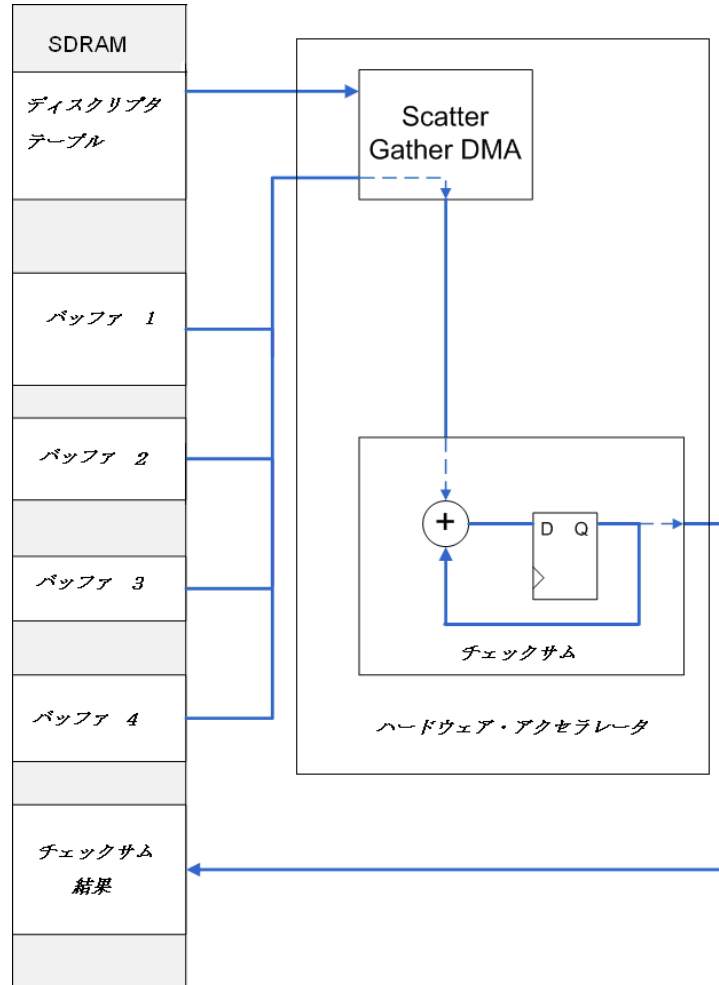 SDRAM
ディスクリプタ
テーブル
Scatter
Gather DMA
バッファ 1
バッファ 2
バッファ 3
バッファ 4
+
D Q
チェックサム
ハードウェア・アクセラレータ
チェックサム
結果